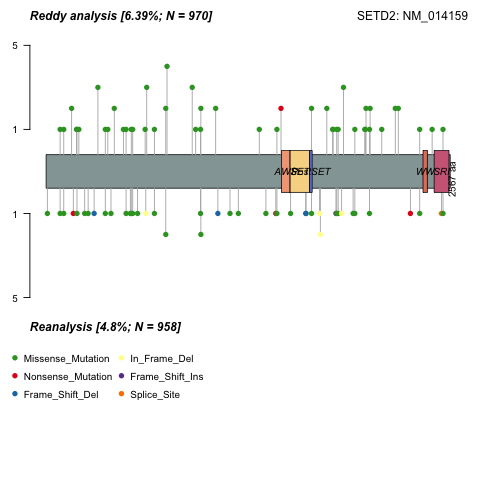 Reddy analysis [6.39%; N = 970]
SETD2: NM_014159
5
1
AWS
SET
PostSET
WW
SRI
2567 aa
1
5
Reanalysis [4.8%; N = 958]
Missense_Mutation
In_Frame_Del
Nonsense_Mutation
Frame_Shift_Ins
Frame_Shift_Del
Splice_Site